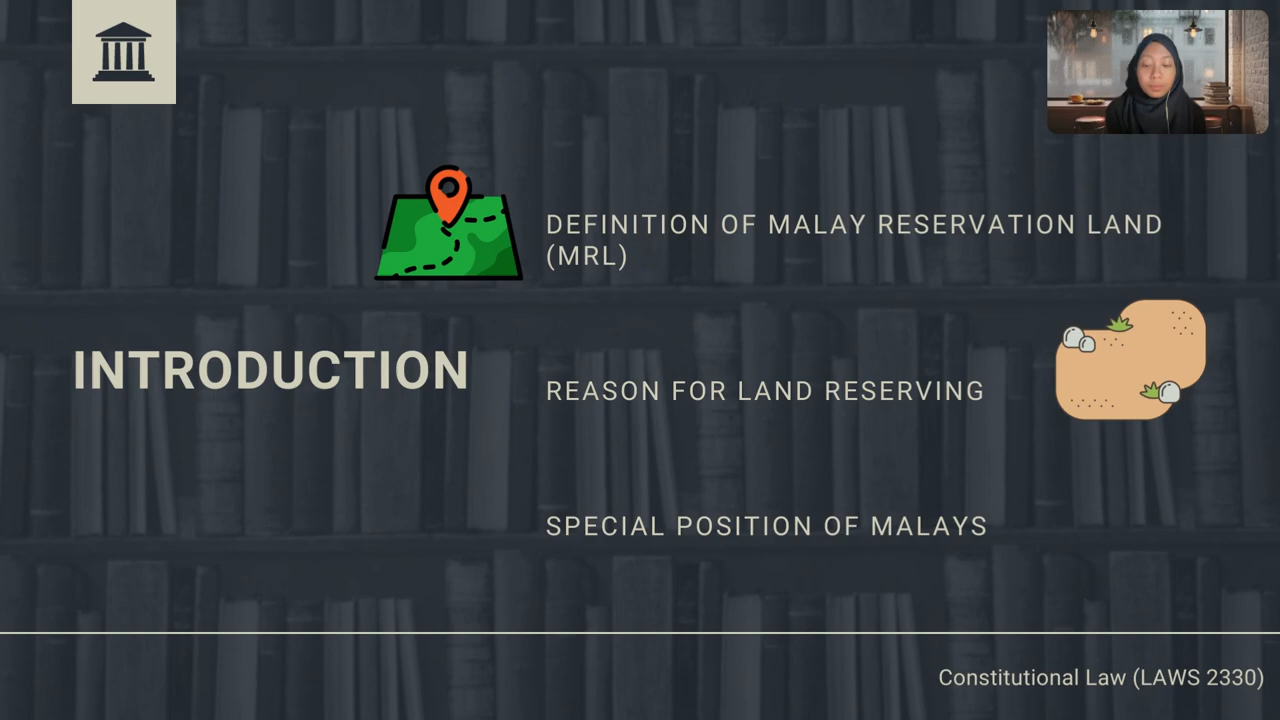 DEFINITION OF MALAY RESERVATION LAND
(MRL)
INTRODUCTION
REASON FOR LAND RESERVING
SPECIAL POSITION OF MALAYS
Constitutional Law (LAWS 2330)